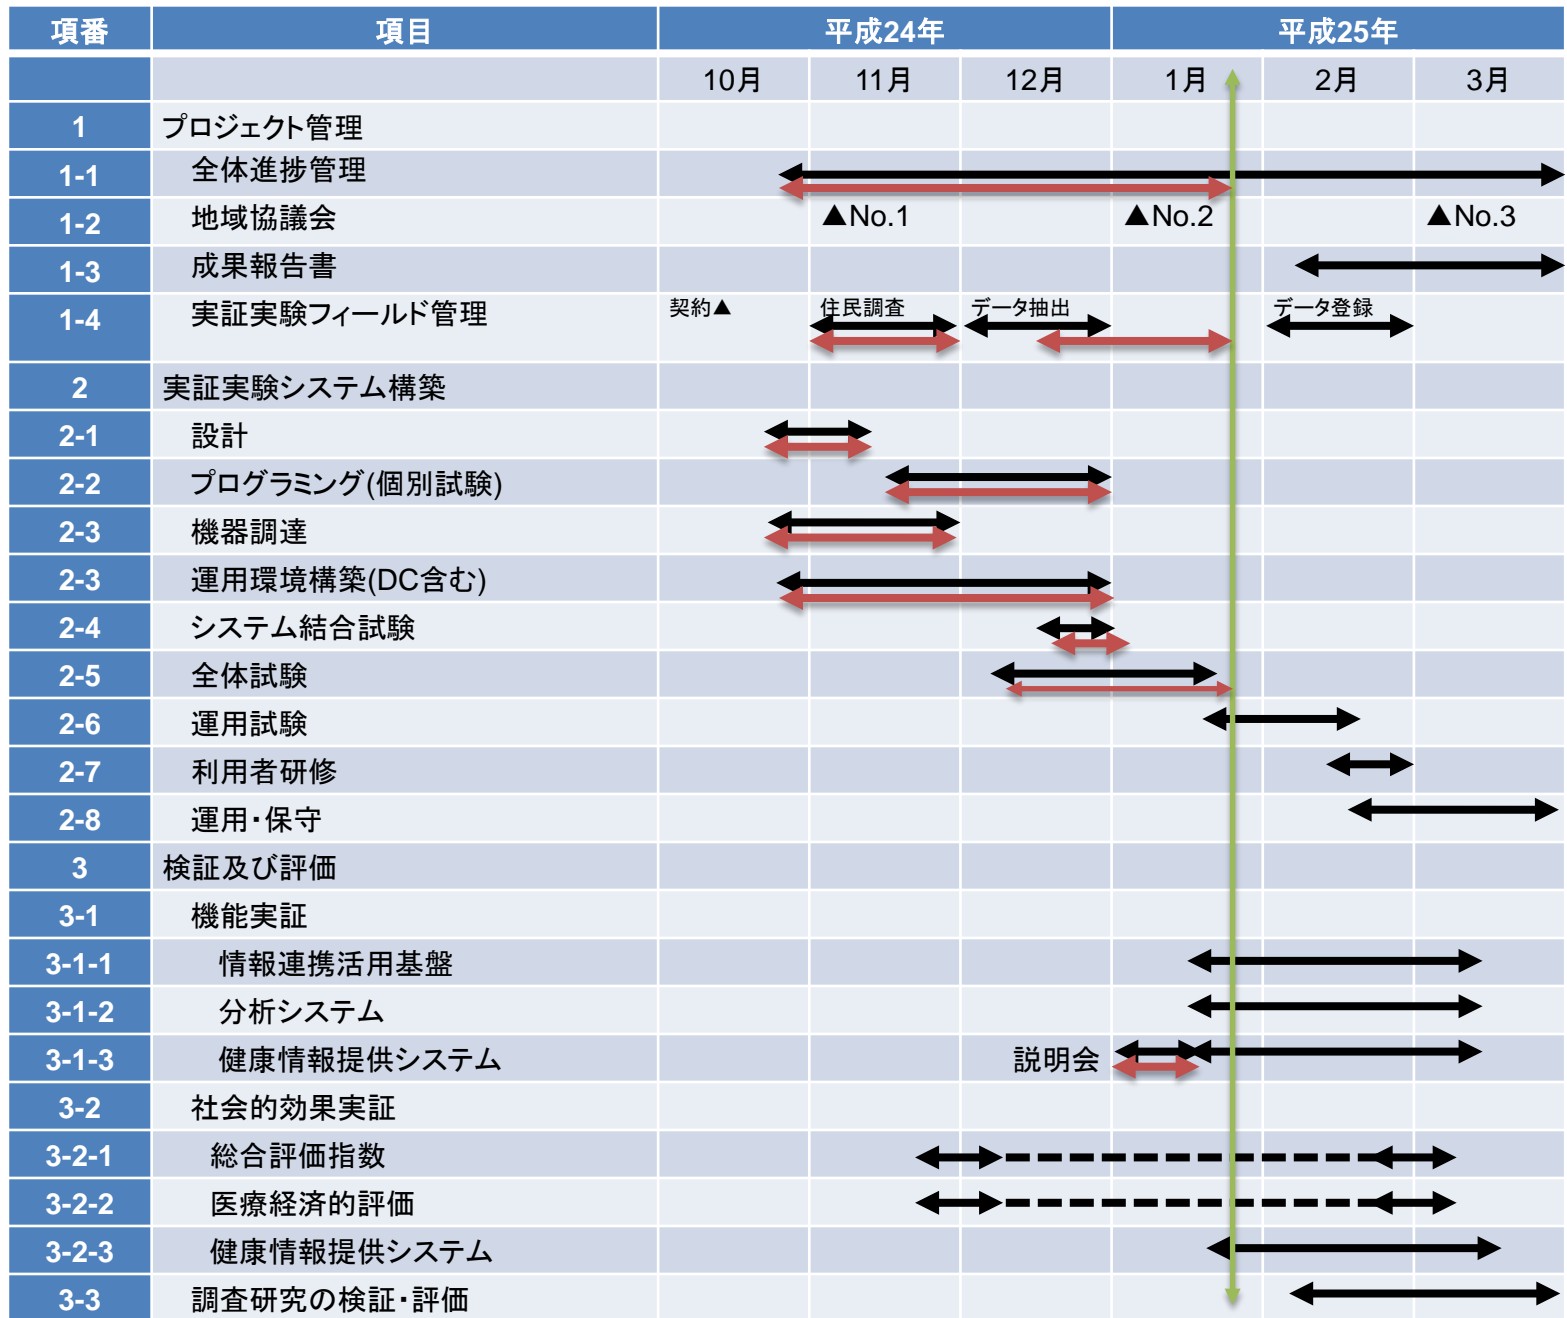 項番 項目 平成24年 平成25年
10月 11月 12月 1月 2月 3月
1 プロジェクト管理
1-1 全体進捗管理
1-2 地域協議会 ▲No.1 ▲No.2 ▲No.3
1-3 成果報告書
1-4 実証実験フィールド管理 契約▲ 住民調査 データ抽出 データ登録
2 実証実験システム構築
2-1 設計
2-2 プログラミング(個別試験)
2-3 機器調達
2-3 運用環境構築(DC含む)
2-4 システム結合試験
2-5 全体試験
2-6 運用試験
2-7 利用者研修
2-8 運用・保守
3 検証及び評価
3-1 機能実証
3-1-1 情報連携活用基盤
3-1-2 分析システム
3-1-3 健康情報提供システム 説明会
3-2 社会的効果実証
3-2-1 総合評価指数
3-2-2 医療経済的評価
3-2-3 健康情報提供システム
3-3 調査研究の検証・評価